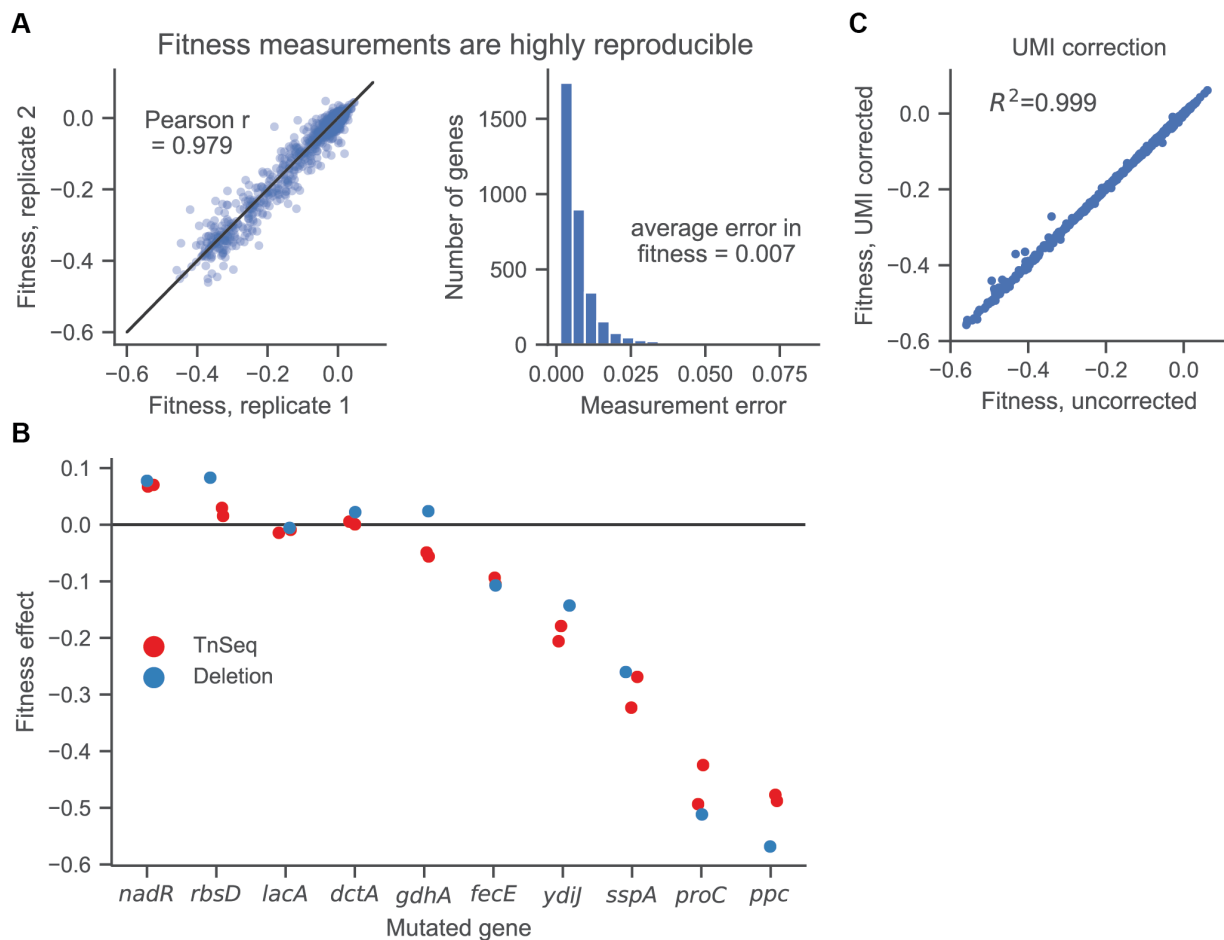 A
Fitness measurements are highly reproducible
Fitness, replicate 2
0.0
−0.2
−0.4
−0.6
Pearson r
= 0.979
−0.6
−0.4
−0.2
0.0
Fitness, replicate 1
Number of genes
1500
1000
500
0
average error in
fitness = 0.007
0.000
0.025
0.050
0.075
Measurement error
C
UMI correction
Fitness, UMI corrected
0.0
−0.2
−0.4
−0.6
R²=0.999
−0.6
−0.4
−0.2
0.0
Fitness, uncorrected
B
Fitness effect
0.1
0.0
−0.1
−0.2
−0.3
−0.4
−0.5
−0.6
TnSeq
Deletion
nadR
rbsD
lacA
dctA
gdhA
fecE
ydiJ
sspA
proC
ppc
Mutated gene